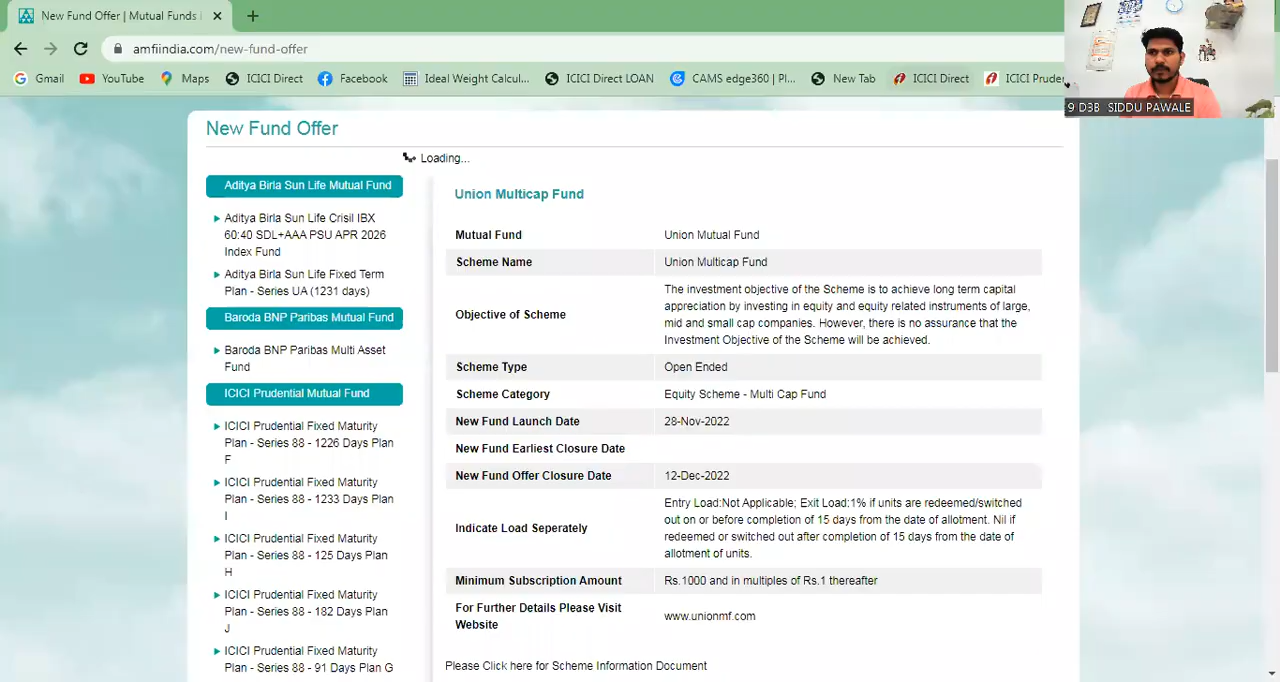 New Fund Offer | Mutual Funds
amfiindia.com/new-fund-offer
Gmail YouTube Maps ICICI Direct Facebook Ideal Weight Calcul... ICICI Direct LOAN CAMS edge360 | Pl... New Tab ICICI Direct ICICI Pruden
9 D3B SIDDU PAWALE
New Fund Offer
Loading...
Aditya Birla Sun Life Mutual Fund
Aditya Birla Sun Life Crisil IBX
60:40 SDL+AAA PSU APR 2026
Index Fund
Aditya Birla Sun Life Fixed Term
Plan - Series UA (1231 days)
Baroda BNP Paribas Mutual Fund
Baroda BNP Paribas Multi Asset
Fund
ICICI Prudential Mutual Fund
ICICI Prudential Fixed Maturity
Plan - Series 88 - 1226 Days Plan
F
ICICI Prudential Fixed Maturity
Plan - Series 88 - 1233 Days Plan
I
ICICI Prudential Fixed Maturity
Plan - Series 88 - 125 Days Plan
H
ICICI Prudential Fixed Maturity
Plan - Series 88 - 182 Days Plan
J
ICICI Prudential Fixed Maturity
Plan - Series 88 - 91 Days Plan G
Union Multicap Fund
Mutual Fund Union Mutual Fund
Scheme Name Union Multicap Fund
Objective of Scheme
The investment objective of the Scheme is to achieve long term capital
appreciation by investing in equity and equity related instruments of large,
mid and small cap companies. However, there is no assurance that the
Investment Objective of the Scheme will be achieved.
Scheme Type Open Ended
Scheme Category Equity Scheme - Multi Cap Fund
New Fund Launch Date 28-Nov-2022
New Fund Earliest Closure Date
New Fund Offer Closure Date 12-Dec-2022
Indicate Load Seperately
Entry Load:Not Applicable; Exit Load:1% if units are redeemed/switched
out on or before completion of 15 days from the date of allotment. Nil if
redeemed or switched out after completion of 15 days from the date of
allotment of units.
Minimum Subscription Amount Rs.1000 and in multiples of Rs.1 thereafter
For Further Details Please Visit
Website
www.unionmf.com
Please Click here for Scheme Information Document